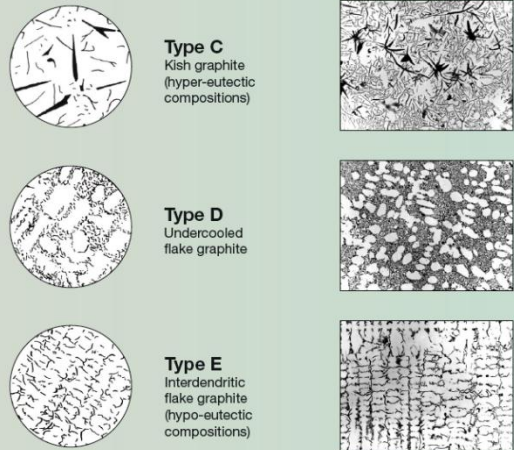 Type C
Kish graphite
(hyper-eutectic
compositions)
Type D
Undercooled
flake graphite
Type E
Interdendritic
flake graphite
(hypo-eutectic
compositions)